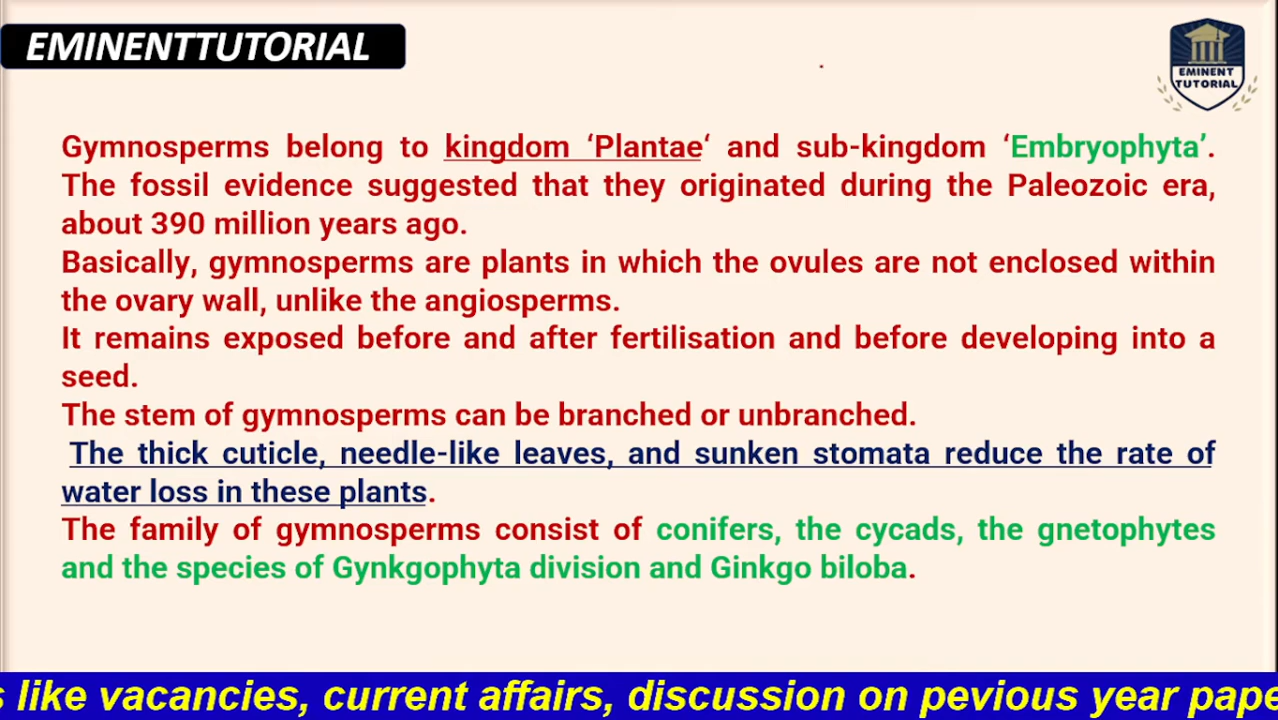 EMINENTTUTORIAL
EMINENT
TUTORIAL
Gymnosperms belong to kingdom ‘Plantae‘ and sub-kingdom ‘Embryophyta’.
The fossil evidence suggested that they originated during the Paleozoic era,
about 390 million years ago.
Basically, gymnosperms are plants in which the ovules are not enclosed within
the ovary wall, unlike the angiosperms.
It remains exposed before and after fertilisation and before developing into a
seed.
The stem of gymnosperms can be branched or unbranched.
The thick cuticle, needle-like leaves, and sunken stomata reduce the rate of
water loss in these plants.
The family of gymnosperms consist of conifers, the cycads, the gnetophytes
and the species of Gynkgophyta division and Ginkgo biloba.
s like vacancies, current affairs, discussion on pevious year pape